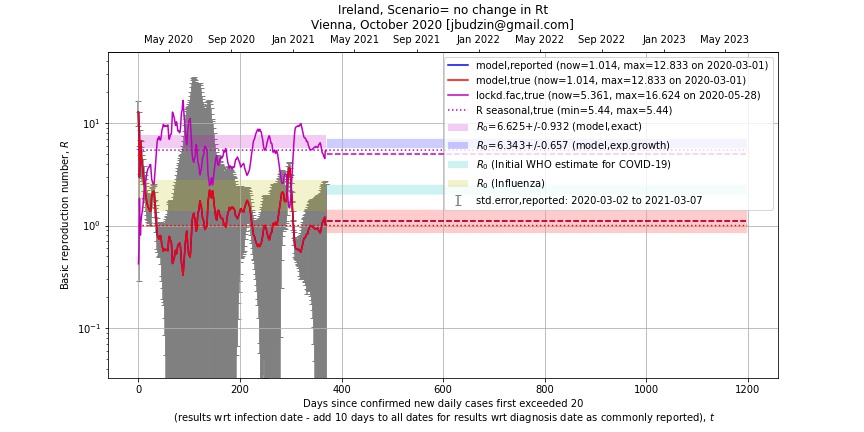 Ireland, Scenario= no change in Rt
Vienna, October 2020 [jbudzin@gmail.com]
May 2020 Sep 2020 Jan 2021 May 2021 Sep 2021 Jan 2022 May 2022 Sep 2022 Jan 2023 May 2023
model,reported (now=1.014, max=12.833 on 2020-03-01)
model,true (now=1.014, max=12.833 on 2020-03-01)
lockd.fac,true (now=5.361, max=16.624 on 2020-05-28)
R seasonal,true (min=5.44, max=5.44)
R₀=6.625+/-0.932 (model,exact)
R₀=6.343+/-0.657 (model,exp.growth)
R₀ (Initial WHO estimate for COVID-19)
R₀ (Influenza)
std.error,reported: 2020-03-02 to 2021-03-07
Basic reproduction number, R
10¹
10⁰
10⁻¹
0 200 400 600 800 1000 1200
Days since confirmed new daily cases first exceeded 20
(results wrt infection date - add 10 days to all dates for results wrt diagnosis date as commonly reported), t